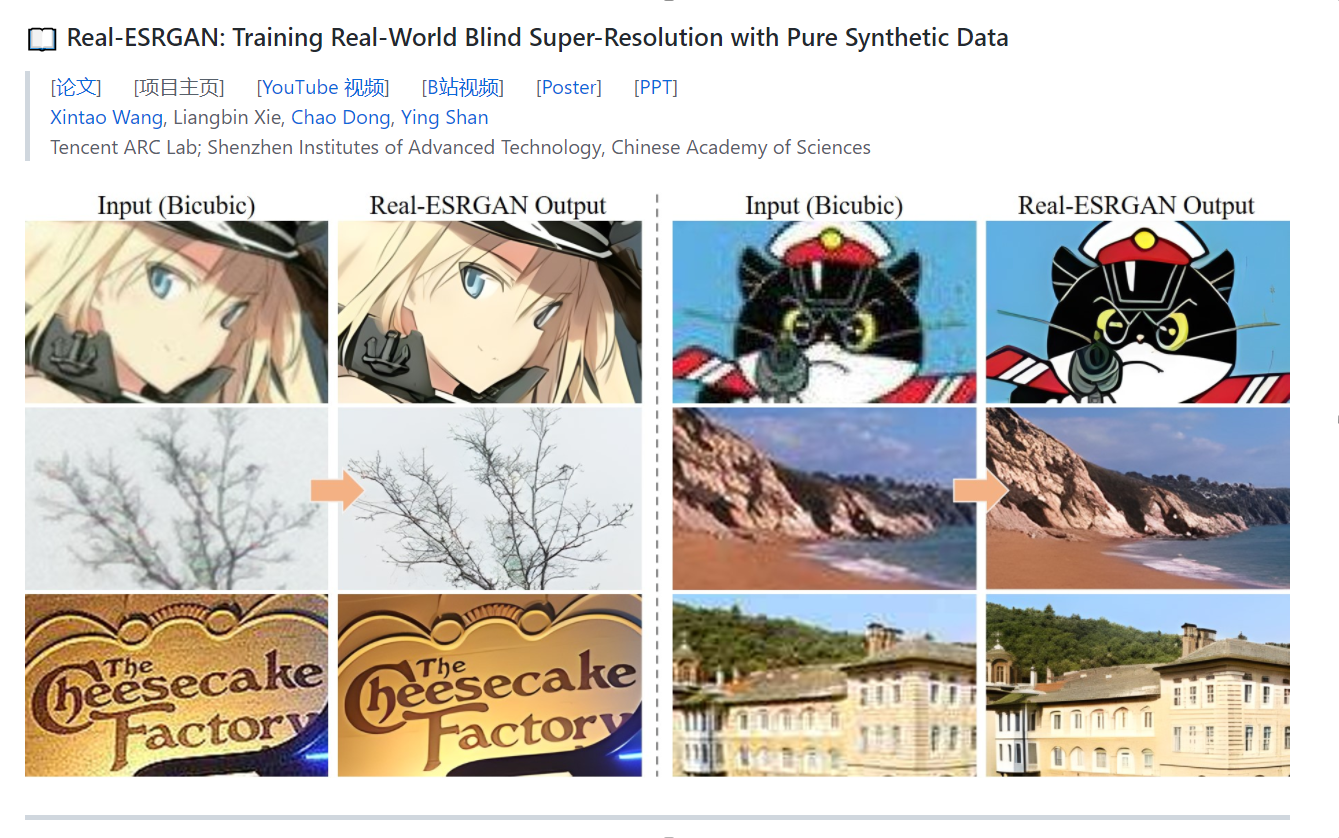 Real-ESRGAN: Training Real-World Blind Super-Resolution with Pure Synthetic Data
[论文] [项目主页] [YouTube 视频] [B站视频] [Poster] [PPT]
Xintao Wang, Liangbin Xie, Chao Dong, Ying Shan
Tencent ARC Lab; Shenzhen Institutes of Advanced Technology, Chinese Academy of Sciences
Input (Bicubic) Real-ESRGAN Output Input (Bicubic) Real-ESRGAN Output
The
Cheesecake
Factory
The
Cheesecake
Factory